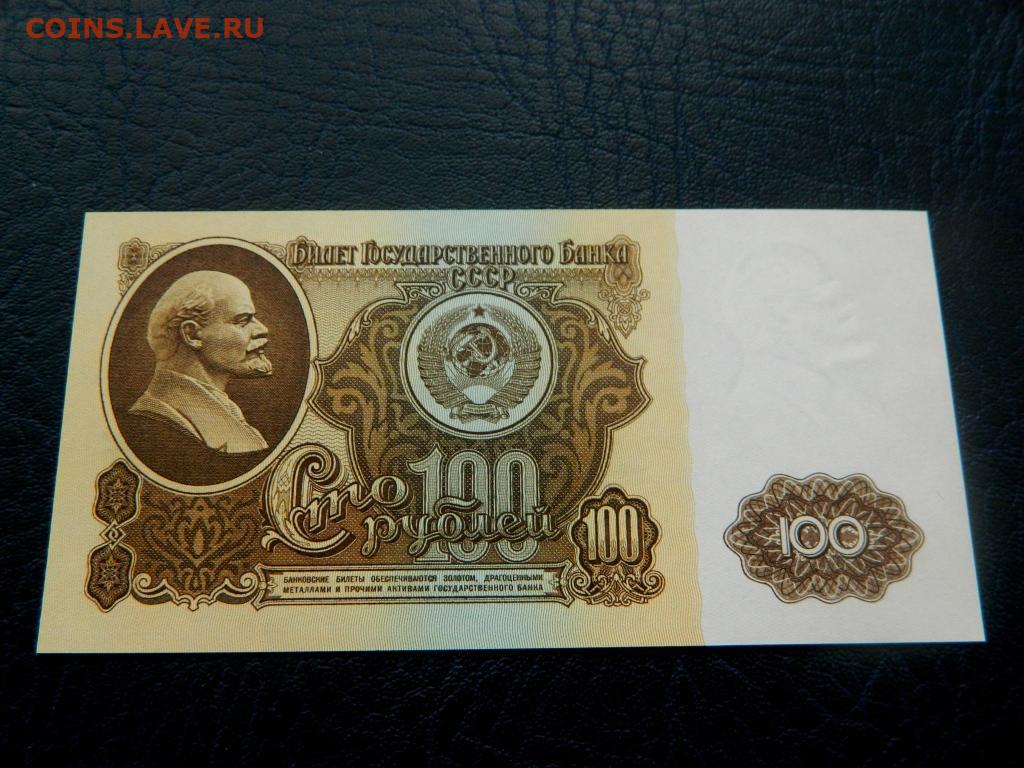 COINS.LAVE.RU
Билет Государственного Банка
СССР
100
Сто
рублей
100
100
БАНКОВСКИЕ БИЛЕТЫ ОБЕСПЕЧИВАЮТСЯ ЗОЛОТОМ, ДРАГОЦЕННЫМИ
МЕТАЛЛАМИ И ПРОЧИМИ АКТИВАМИ ГОСУДАРСТВЕННОГО БАНКА